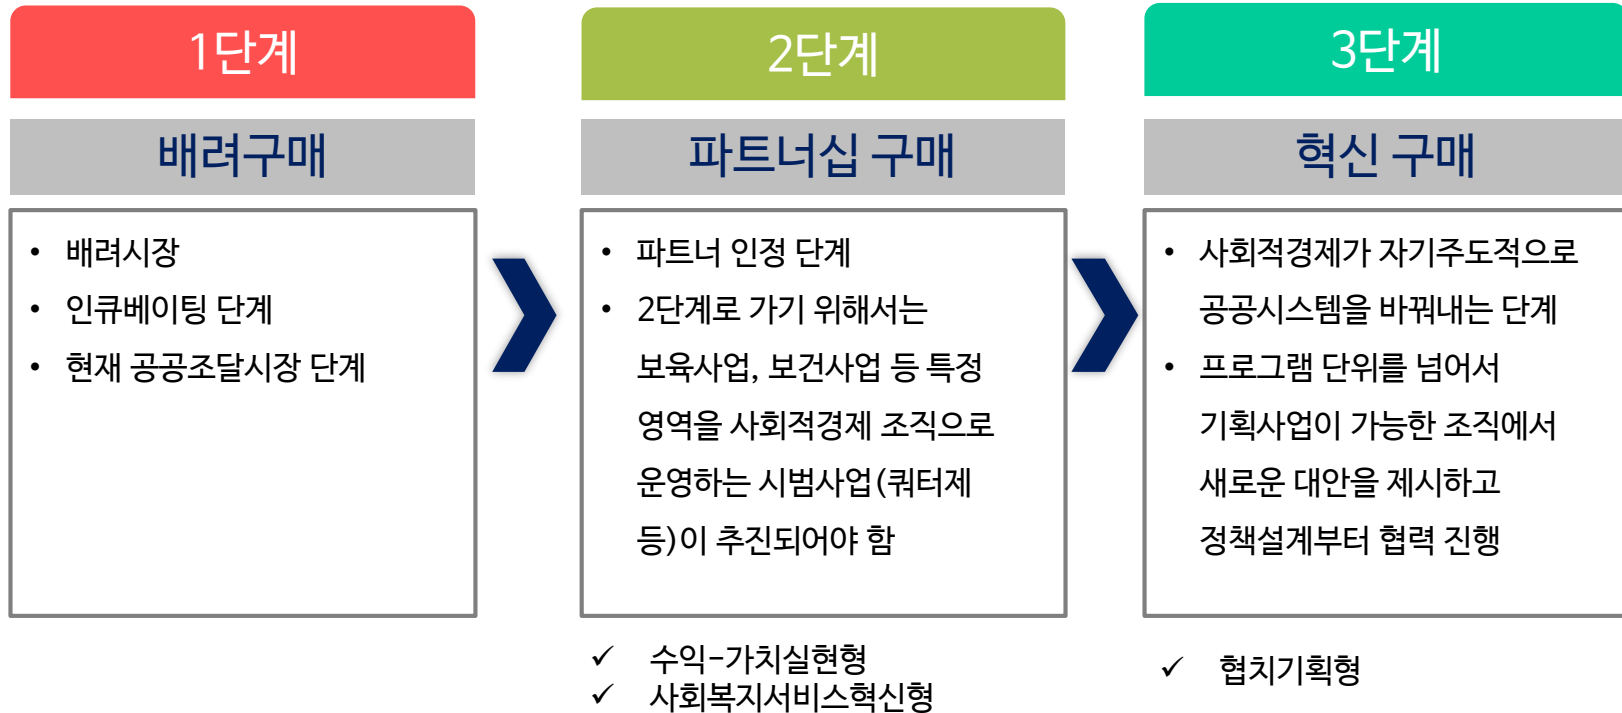 1단계
배려구매
• 배려시장
• 인큐베이팅 단계
• 현재 공공조달시장 단계
2단계
파트너십 구매
• 파트너 인정 단계
• 2단계로 가기 위해서는
보육사업, 보건사업 등 특정
영역을 사회적경제 조직으로
운영하는 시범사업(쿼터제
등)이 추진되어야 함
✓ 수익-가치실현형
✓ 사회복지서비스혁신형
3단계
혁신 구매
• 사회적경제가 자기주도적으로
공공시스템을 바꿔내는 단계
• 프로그램 단위를 넘어서
기획사업이 가능한 조직에서
새로운 대안을 제시하고
정책설계부터 협력 진행
✓ 협치기획형